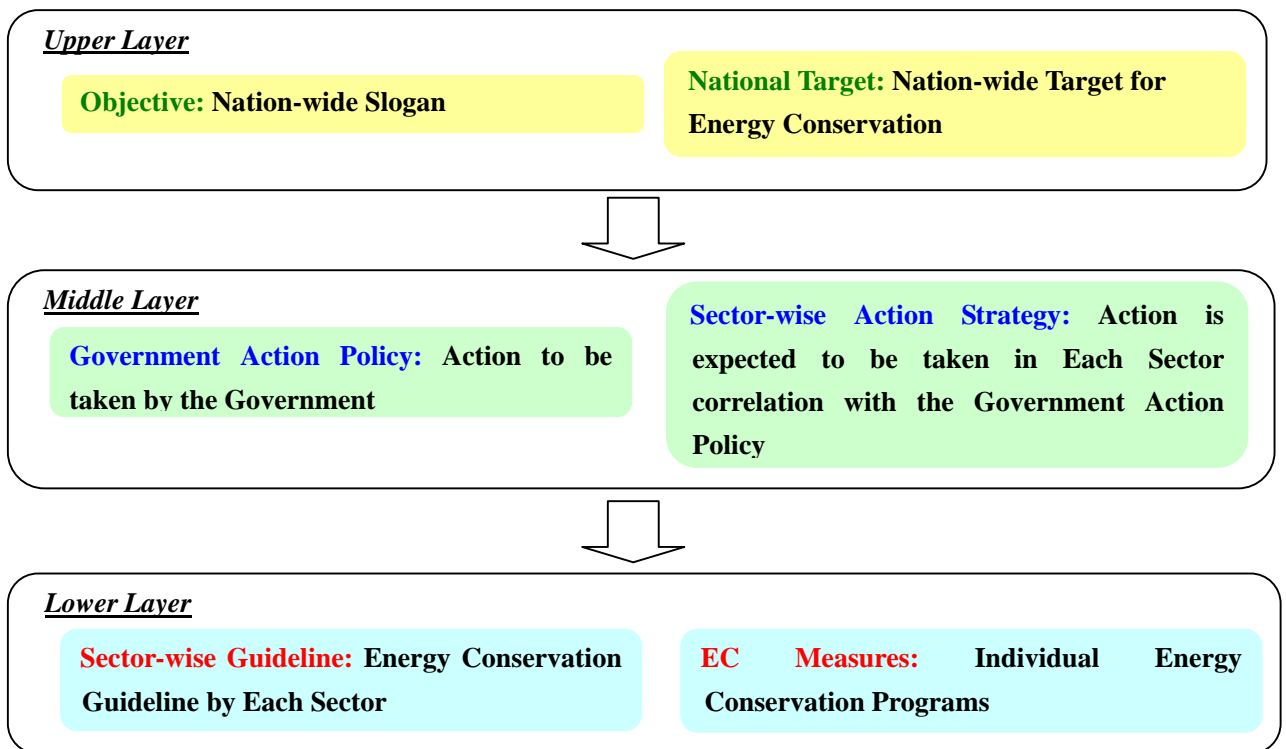 Upper Layer
Objective: Nation-wide Slogan
National Target: Nation-wide Target for
Energy Conservation
Middle Layer
Government Action Policy: Action to be
taken by the Government
Sector-wise Action Strategy: Action is
expected to be taken in Each Sector
correlation with the Government Action
Policy
Lower Layer
Sector-wise Guideline: Energy Conservation
Guideline by Each Sector
EC Measures: Individual Energy
Conservation Programs